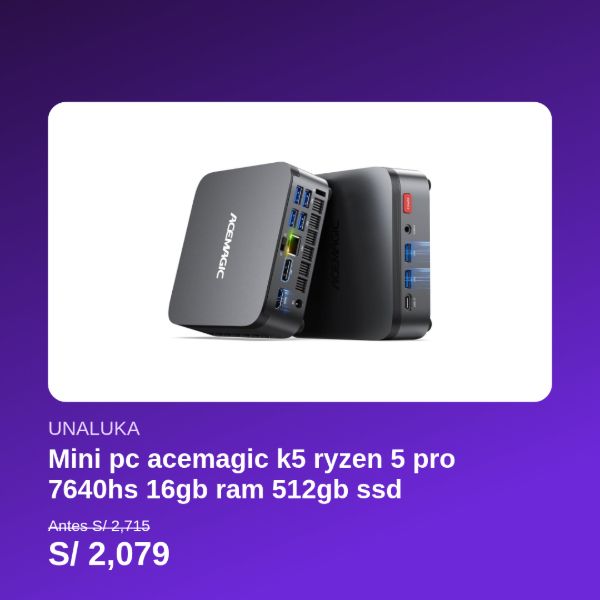 ACEMAGIC
ACEMAGIC
UNALUKA
Mini pc acemagic k5 ryzen 5 pro
7640hs 16gb ram 512gb ssd
Antes S/ 2,715
S/ 2,079